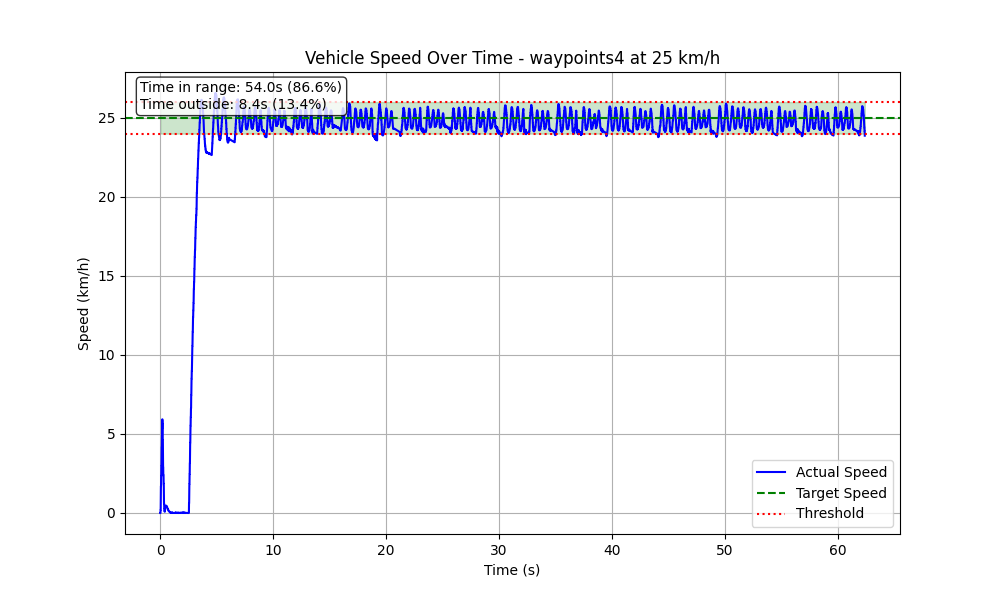 Vehicle Speed Over Time - waypoints4 at 25 km/h
Time in range: 54.0s (86.6%)
Time outside: 8.4s (13.4%)
25
20
15
10
5
0
Speed (km/h)
Actual Speed
Target Speed
Threshold
0 10 20 30 40 50 60
Time (s)